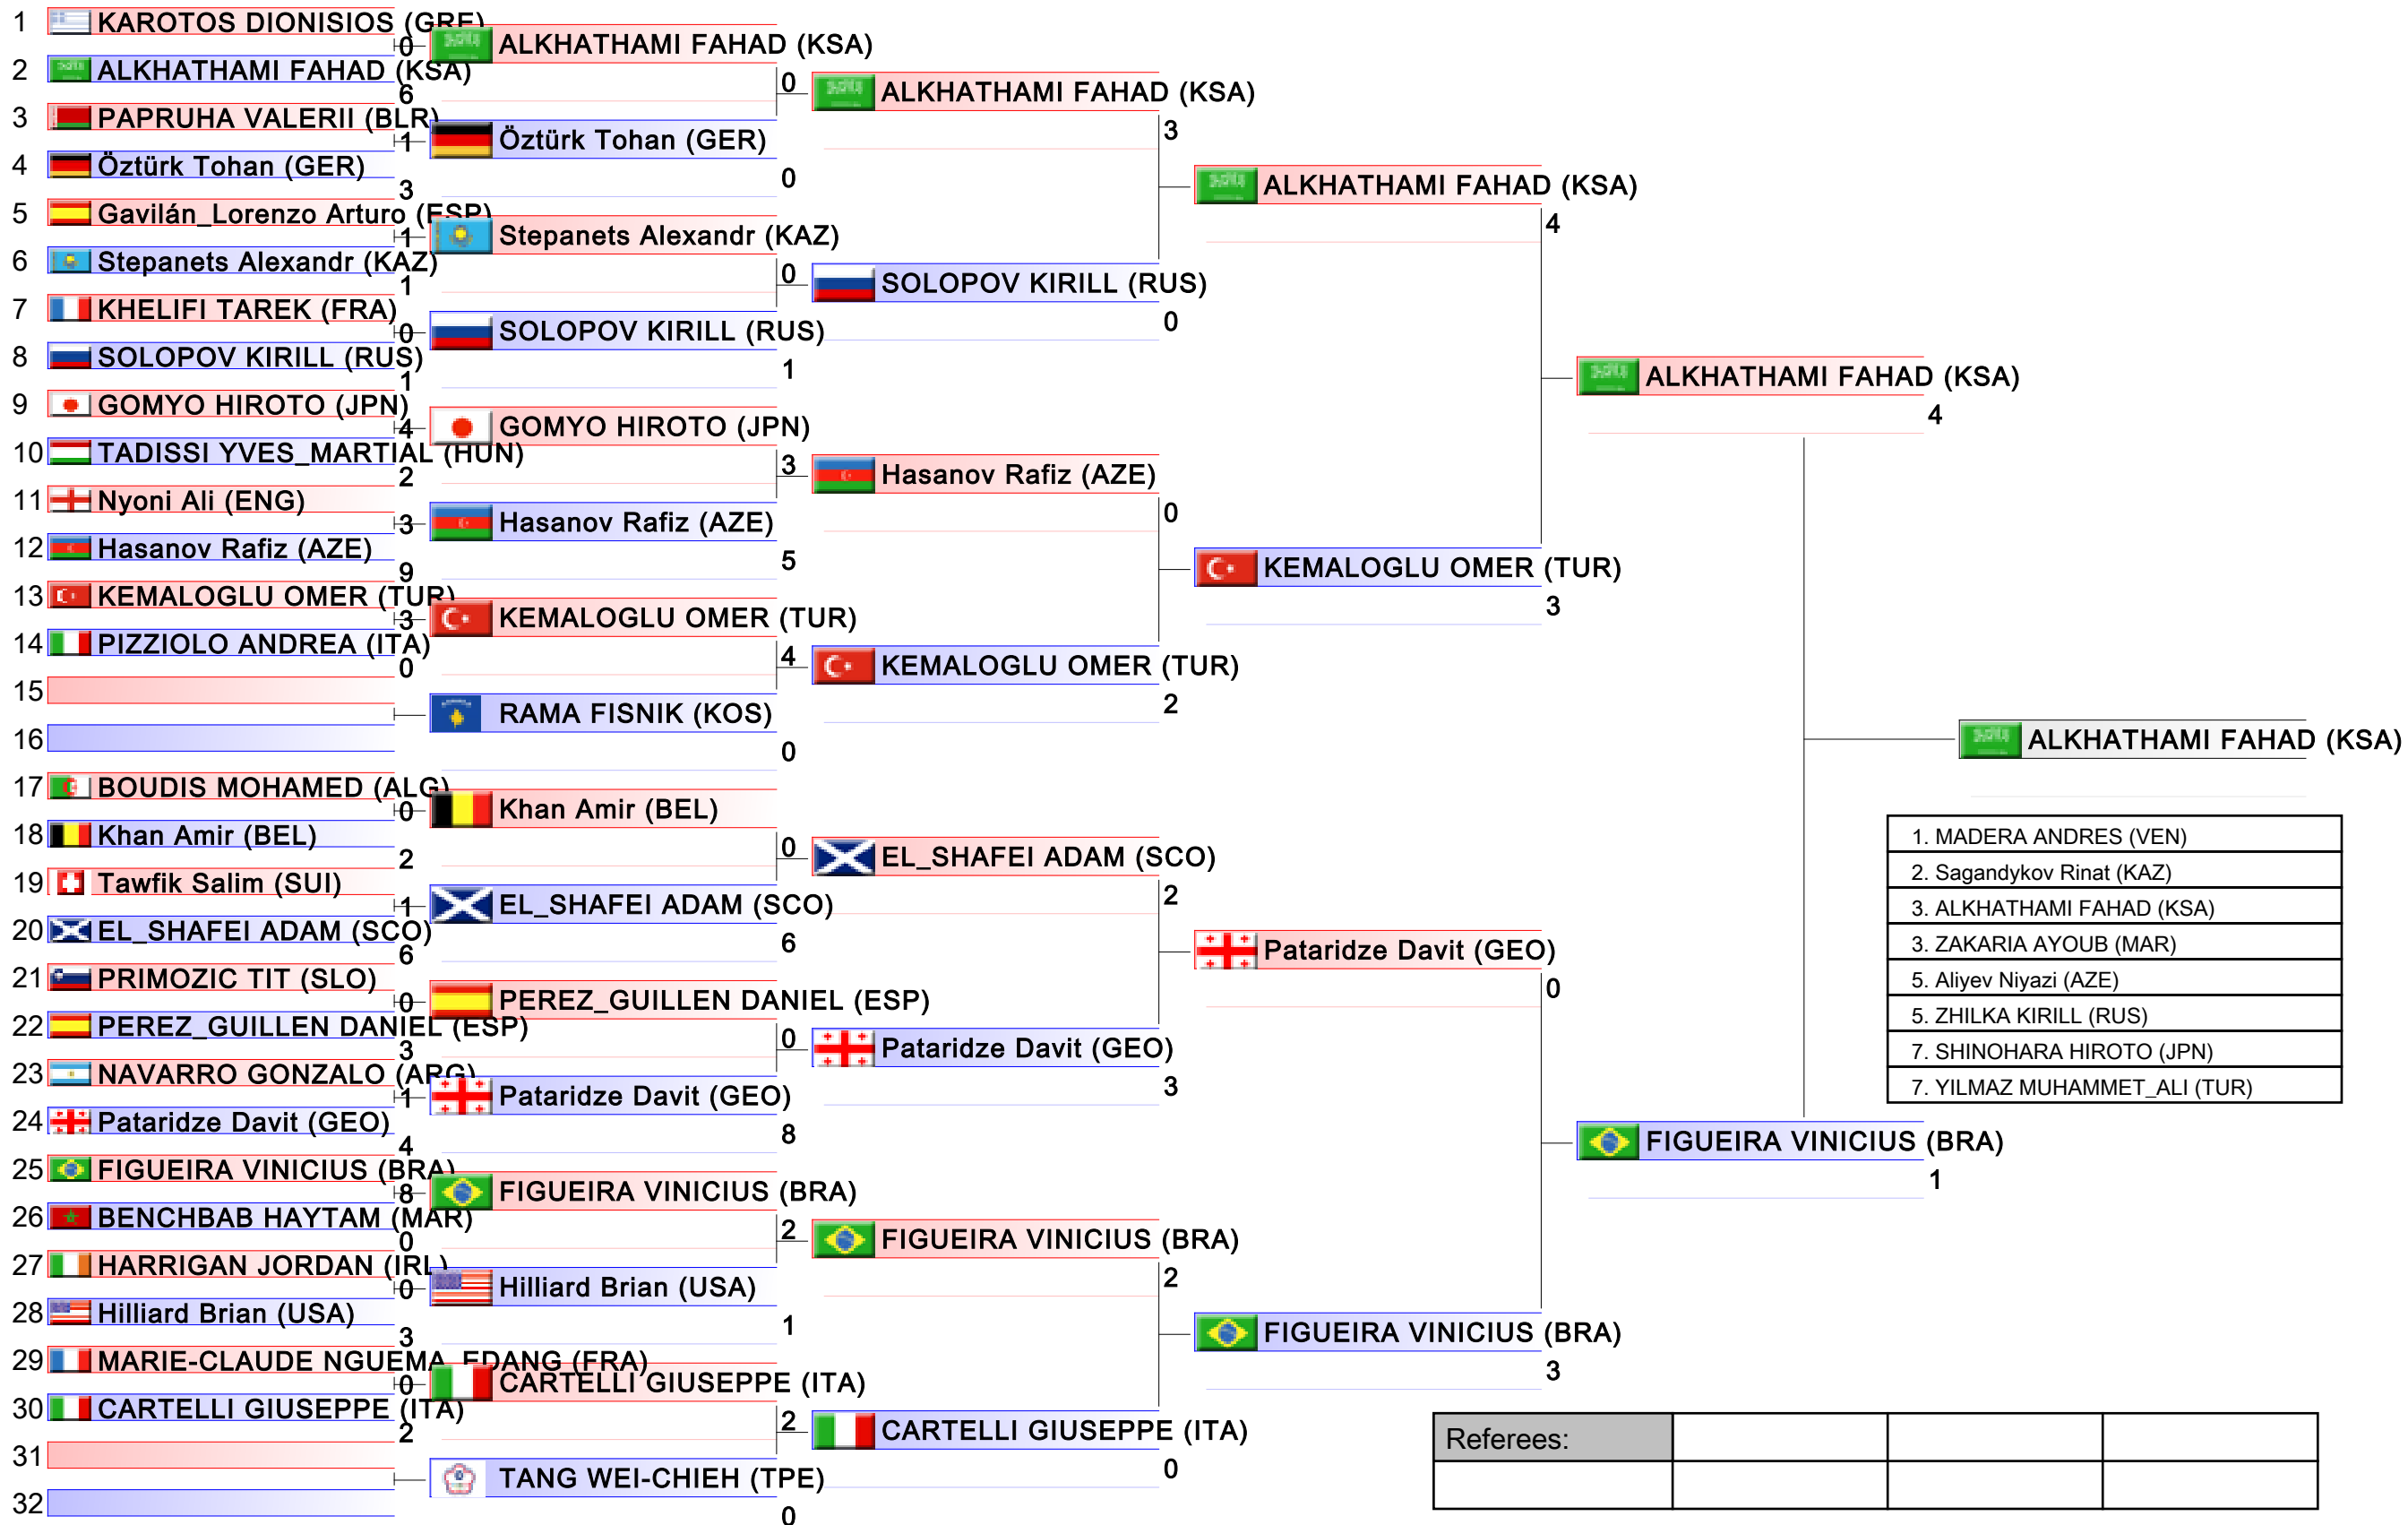 1 KAROTOS DIONISIOS (GRE)
0
2 ALKHATHAMI FAHAD (KSA)
6
3 PAPRUHA VALERII (BLR)
1
4 Öztürk Tohan (GER)
3
5 Gavilán_Lorenzo Arturo (ESP)
1
6 Stepanets Alexandr (KAZ)
1
7 KHELIFI TAREK (FRA)
0
8 SOLOPOV KIRILL (RUS)
1
9 GOMYO HIROTO (JPN)
4
10 TADISSI YVES_MARTIAL (HUN)
2
11 Nyoni Ali (ENG)
3
12 Hasanov Rafiz (AZE)
9
13 KEMALOGLU OMER (TUR)
3
14 PIZZIOLO ANDREA (ITA)
0
15
16
17 BOUDIS MOHAMED (ALG)
0
18 Khan Amir (BEL)
2
19 Tawfik Salim (SUI)
1
20 EL_SHAFEI ADAM (SCO)
6
21 PRIMOZIC TIT (SLO)
0
22 PEREZ_GUILLEN DANIEL (ESP)
3
23 NAVARRO GONZALO (ARG)
1
24 Pataridze Davit (GEO)
4
25 FIGUEIRA VINICIUS (BRA)
8
26 BENCHBAB HAYTAM (MAR)
0
27 HARRIGAN JORDAN (IRL)
0
28 Hilliard Brian (USA)
3
29 MARIE-CLAUDE NGUEMA_EDANG (FRA)
0
30 CARTELLI GIUSEPPE (ITA)
2
31
32
ALKHATHAMI FAHAD (KSA)
0
Öztürk Tohan (GER)
0
Stepanets Alexandr (KAZ)
0
SOLOPOV KIRILL (RUS)
1
GOMYO HIROTO (JPN)
3
Hasanov Rafiz (AZE)
5
KEMALOGLU OMER (TUR)
4
RAMA FISNIK (KOS)
0
Khan Amir (BEL)
0
EL_SHAFEI ADAM (SCO)
6
PEREZ_GUILLEN DANIEL (ESP)
0
Pataridze Davit (GEO)
8
FIGUEIRA VINICIUS (BRA)
2
Hilliard Brian (USA)
1
CARTELLI GIUSEPPE (ITA)
2
TANG WEI-CHIEH (TPE)
0
ALKHATHAMI FAHAD (KSA)
3
SOLOPOV KIRILL (RUS)
0
Hasanov Rafiz (AZE)
0
KEMALOGLU OMER (TUR)
2
EL_SHAFEI ADAM (SCO)
2
Pataridze Davit (GEO)
3
FIGUEIRA VINICIUS (BRA)
2
CARTELLI GIUSEPPE (ITA)
0
ALKHATHAMI FAHAD (KSA)
4
KEMALOGLU OMER (TUR)
3
Pataridze Davit (GEO)
0
FIGUEIRA VINICIUS (BRA)
3
ALKHATHAMI FAHAD (KSA)
4
FIGUEIRA VINICIUS (BRA)
1
ALKHATHAMI FAHAD (KSA)
1. MADERA ANDRES (VEN)
2. Sagandykov Rinat (KAZ)
3. ALKHATHAMI FAHAD (KSA)
3. ZAKARIA AYOUB (MAR)
5. Aliyev Niyazi (AZE)
5. ZHILKA KIRILL (RUS)
7. SHINOHARA HIROTO (JPN)
7. YILMAZ MUHAMMET_ALI (TUR)
Referees: